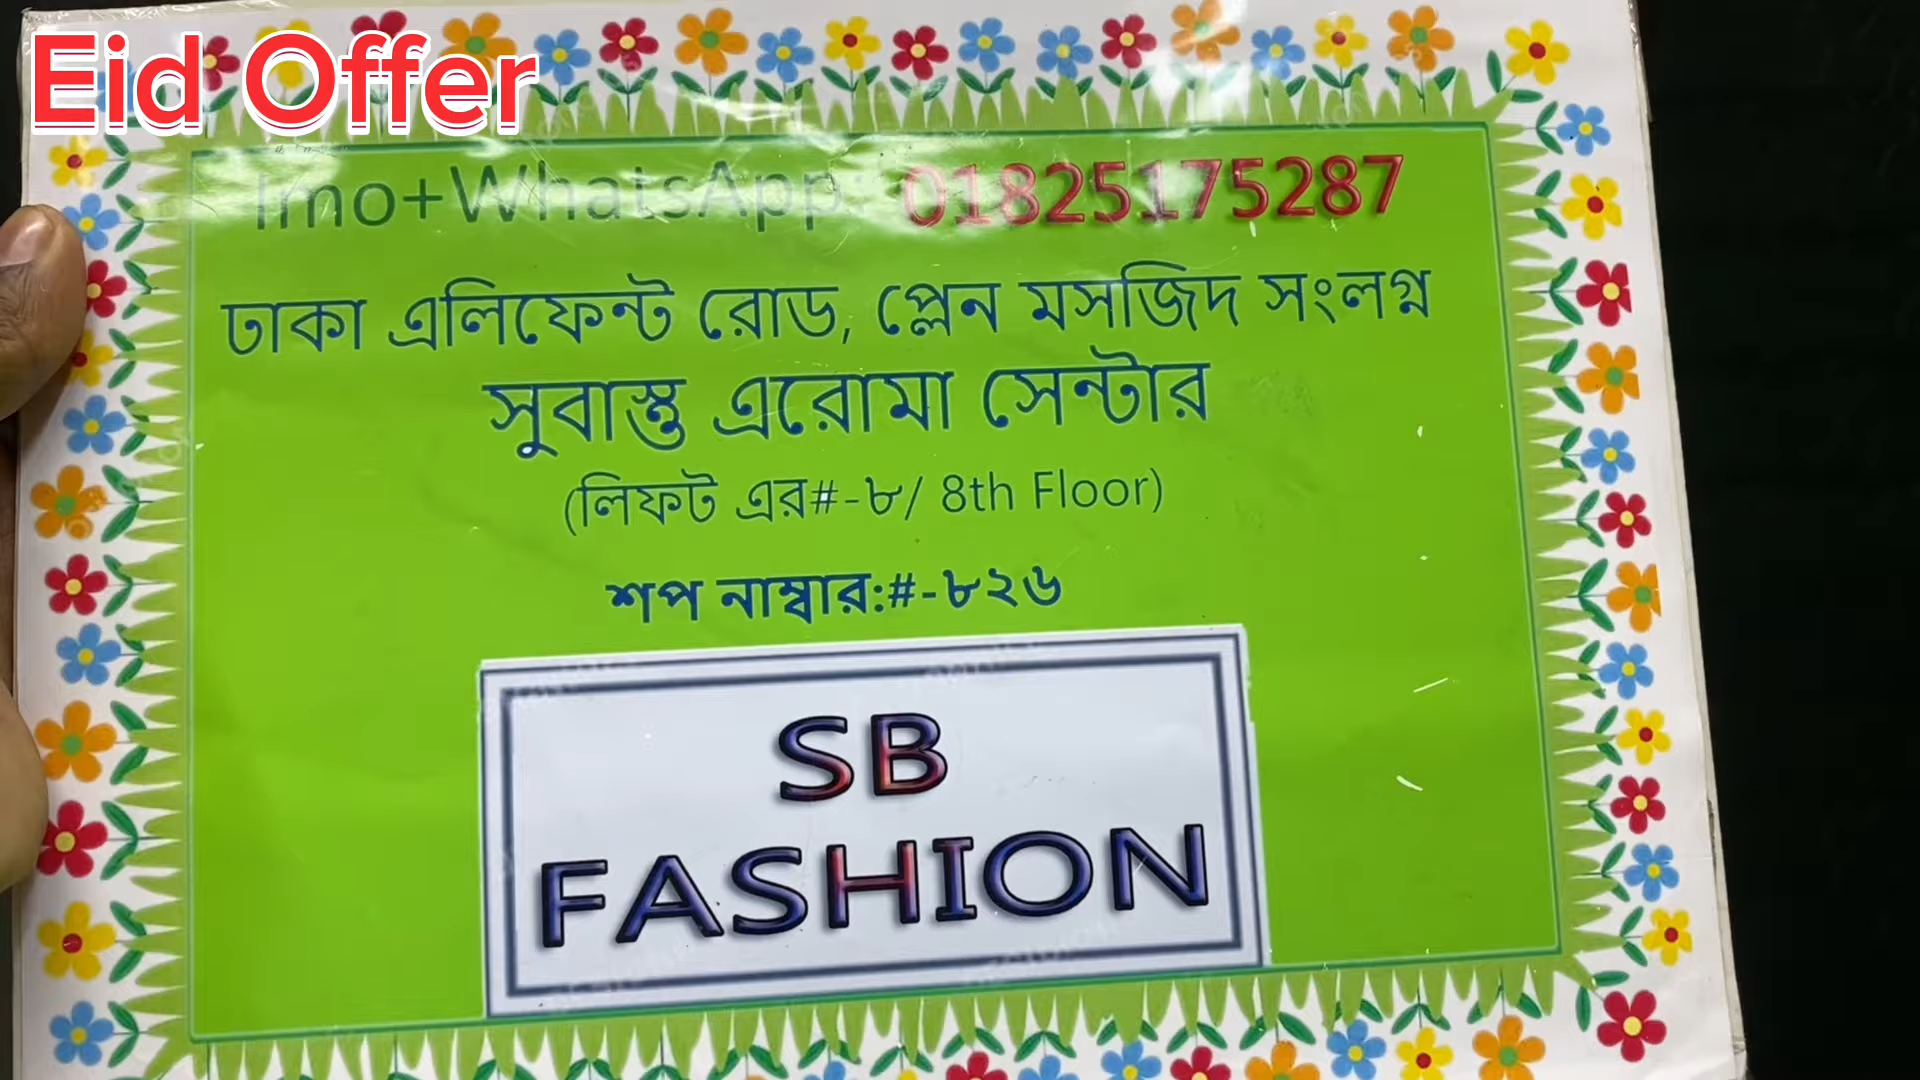 Eid Offer
Imo+WhatsApp: 01825175287
ঢাকা এলিফেন্ট রোড, প্লেন মসজিদ সংলগ্ন
সুবাস্তু এরোমা সেন্টার
(লিফট এর#-৮/ 8th Floor)
শপ নাম্বার:#-৮২৬
SB
FASHION